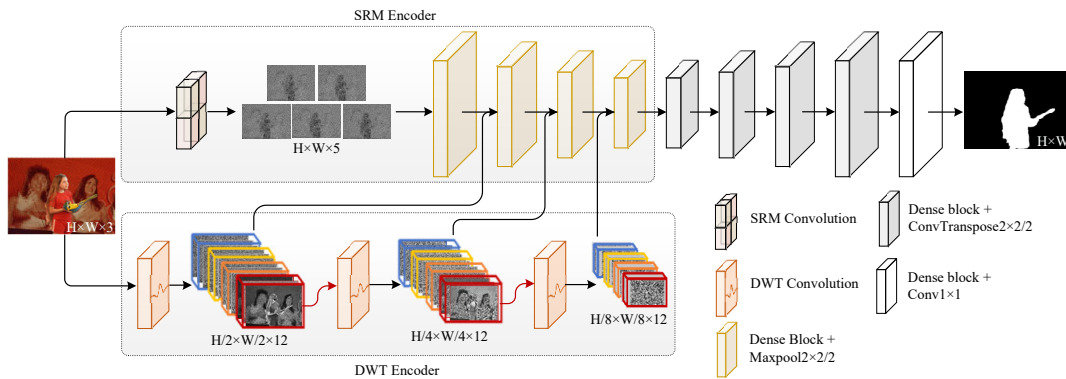 SRM Encoder
H×W×5
H×W×3
H×W
SRM Convolution
Dense block +
ConvTranspose2×2/2
DWT Convolution
Dense block +
Conv1×1
Dense Block +
Maxpool2×2/2
H/2×W/2×12
H/4×W/4×12
H/8×W/8×12
DWT Encoder